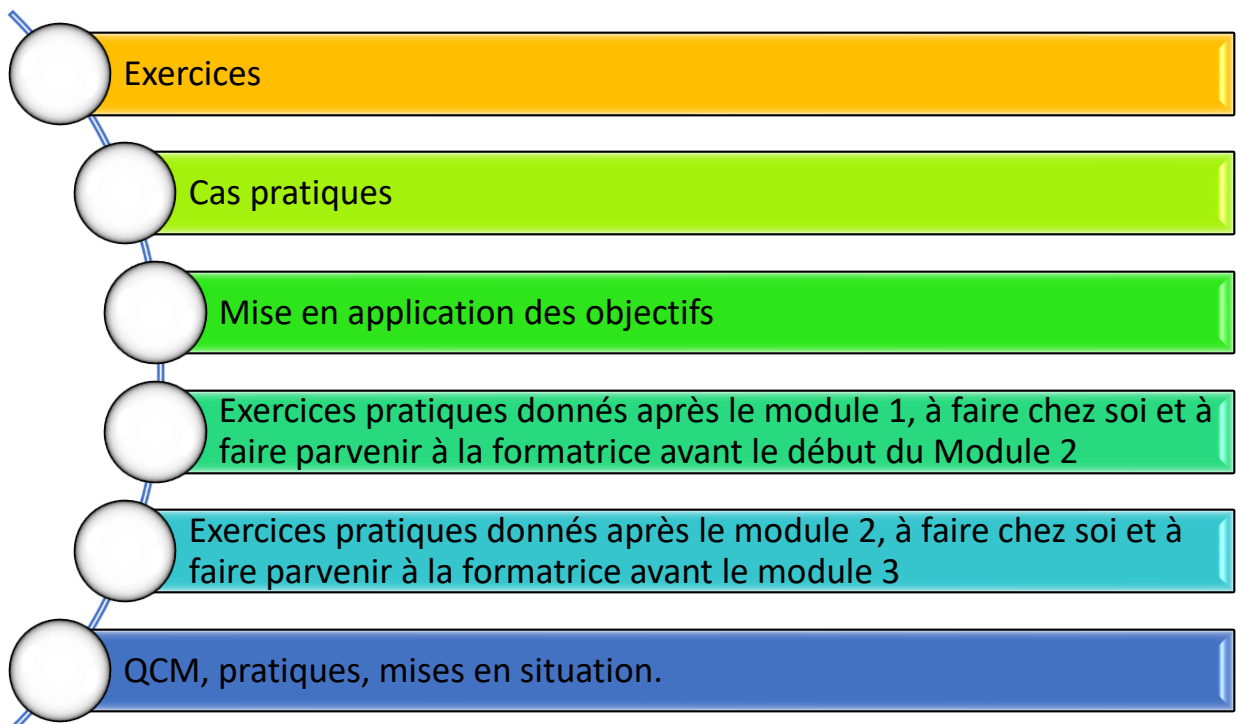 Exercices
Cas pratiques
Mise en application des objectifs
Exercices pratiques donnés après le module 1, à faire chez soi et à
faire parvenir à la formatrice avant le début du Module 2
Exercices pratiques donnés après le module 2, à faire chez soi et à
faire parvenir à la formatrice avant le module 3
QCM, pratiques, mises en situation.